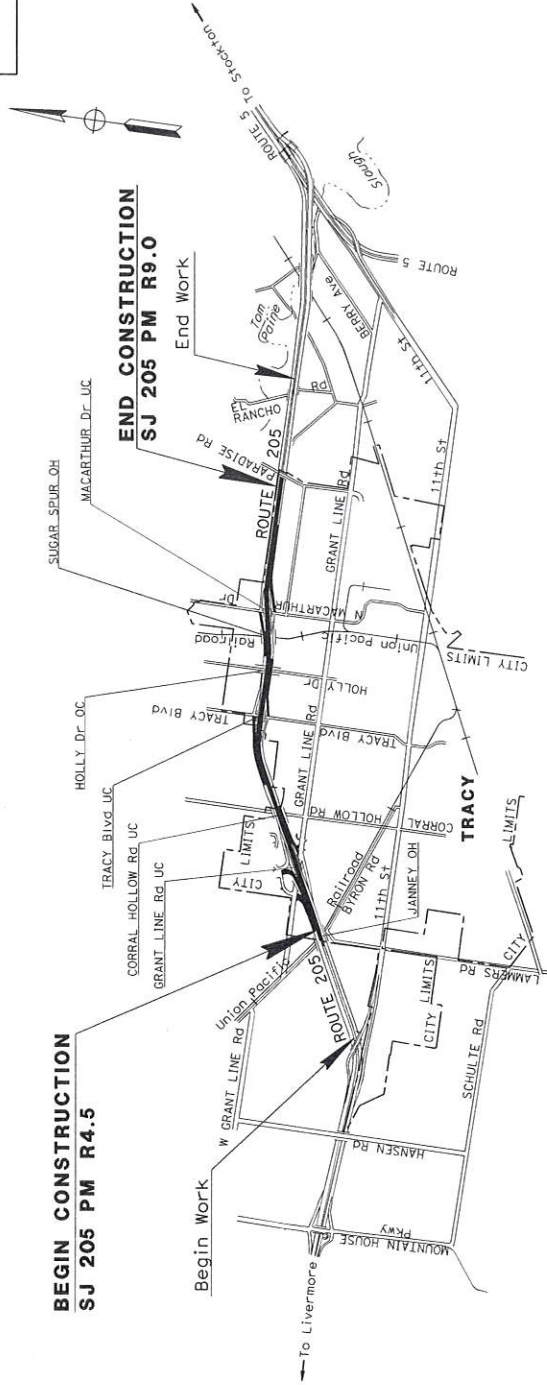 BEGIN CONSTRUCTION
SJ 205 PM R4.5
Begin Work
To Livermore
MOUNTAIN HOUSE
PKWY
HANSEN Rd
W GRANT LINE Rd
Union Pacific
Railroad
ROUTE 205
BYRON Rd
11th St
JANNEY OH
LAMMERS Rd
SCHULTE Rd
CITY LIMITS
CITY
LIMITS
GRANT LINE Rd UC
CORRAL HOLLOW Rd UC
TRACY Blvd UC
HOLLY Dr OC
SUGAR SPUR OH
MACARTHUR Dr UC
CITY
LIMITS
CORRAL HOLLOW Rd
GRANT LINE Rd
TRACY Blvd
TRACY Blvd
HOLLY Dr
Railroad
Union Pacific
N MACARTHUR Dr
CITY LIMITS
TRACY
END CONSTRUCTION
SJ 205 PM R9.0
End Work
ROUTE 205
PARADISE Rd
GRANT LINE Rd
11th St
EL RANCHO Rd
Tom
Paine
Slough
BERRY Ave
11th St
ROUTE 5
ROUTE 5
To Stockton